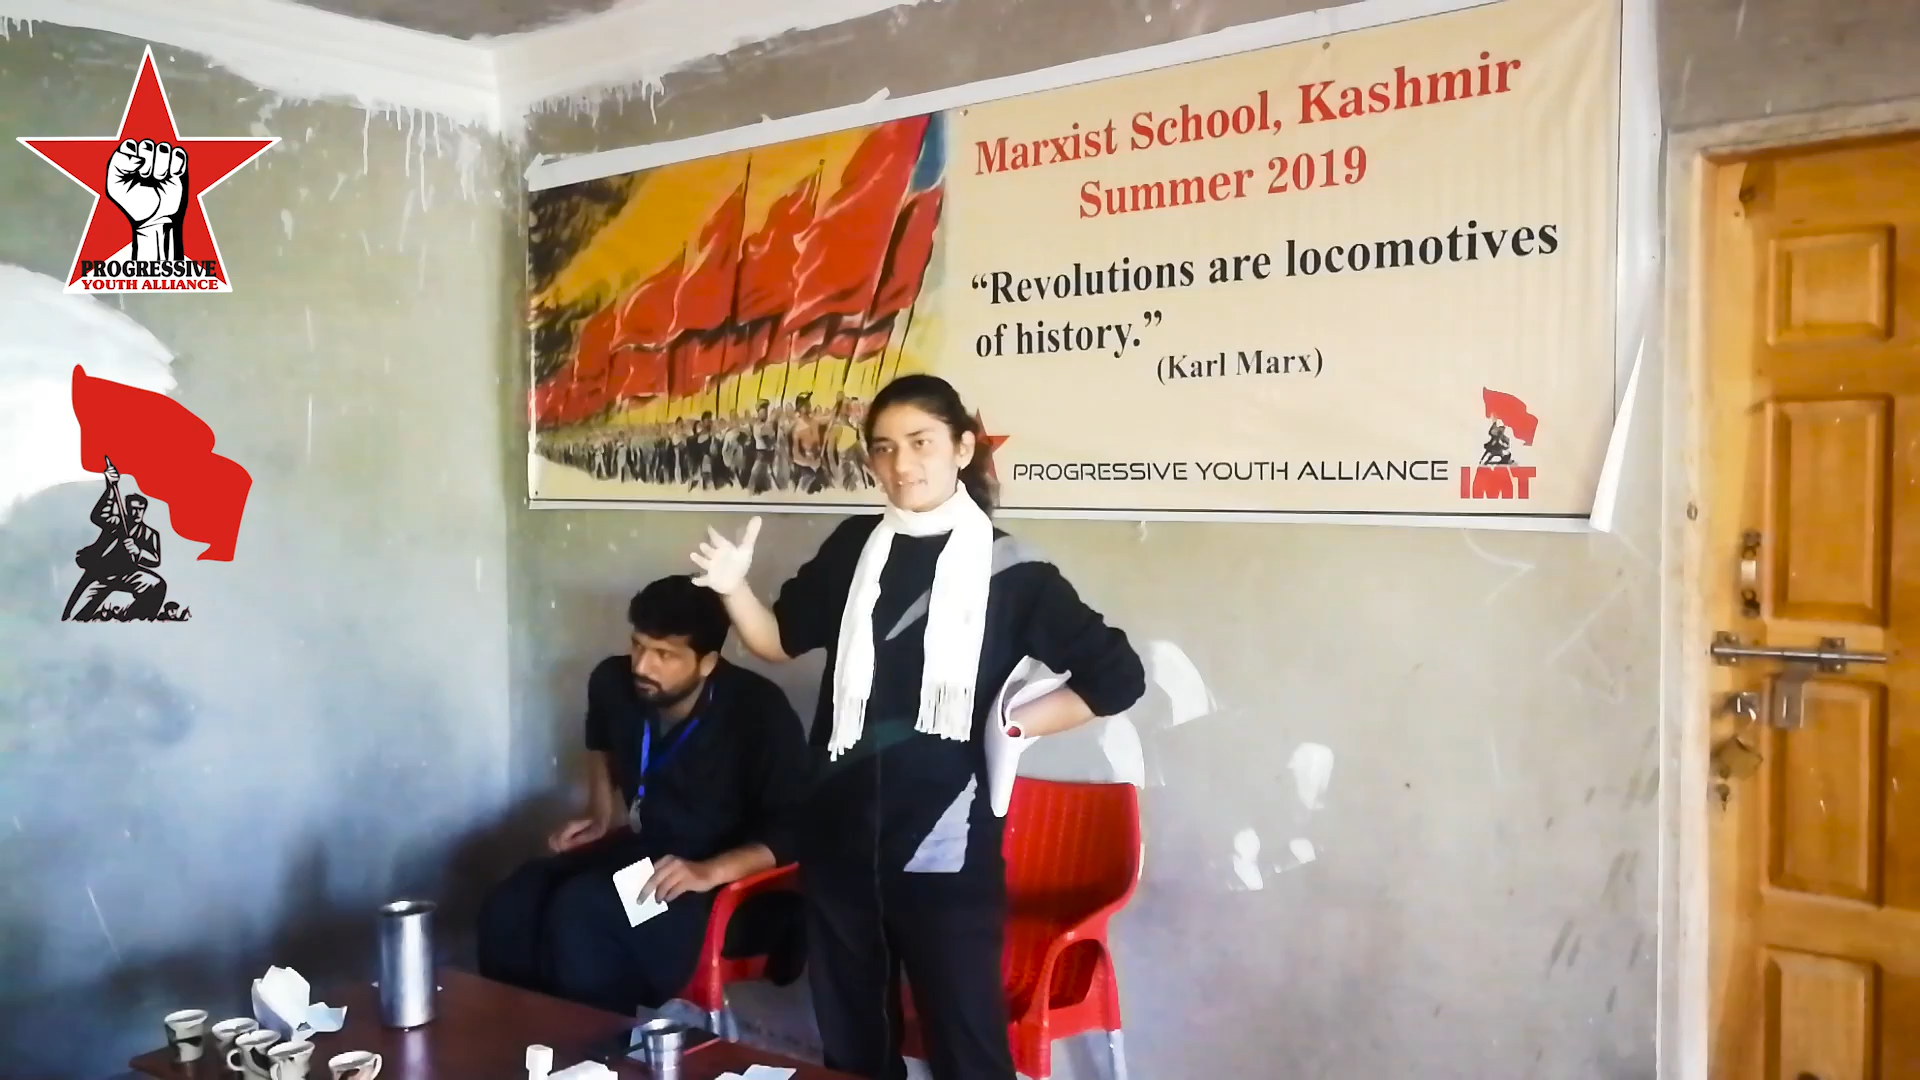 PROGRESSIVE
YOUTH ALLIANCE
Marxist School, Kashmir
Summer 2019
“Revolutions are locomotives
of history.”
(Karl Marx)
PROGRESSIVE YOUTH ALLIANCE
IMT